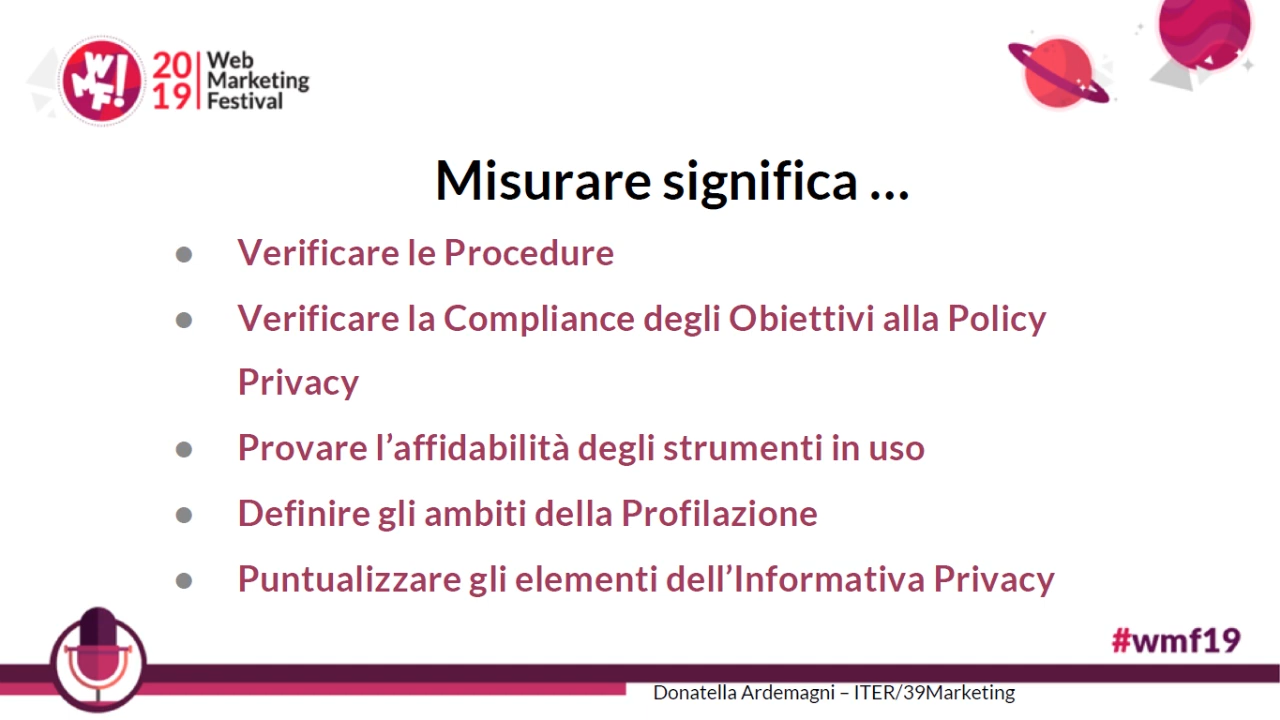 WMF!
20
19
Web
Marketing
Festival
Misurare significa ...
● Verificare le Procedure
● Verificare la Compliance degli Obiettivi alla Policy
Privacy
● Provare l’affidabilità degli strumenti in uso
● Definire gli ambiti della Profilazione
● Puntualizzare gli elementi dell’Informativa Privacy
#wmf19
Donatella Ardemagni – ITER/39Marketing